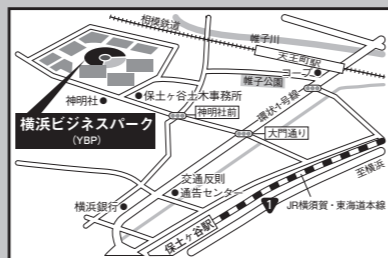 相模鉄道
帷子川
天王町駅
ヨープ
帷子公園
環状1号線
神明社
保土ヶ谷土木事務所
神明社前
横浜ビジネスパーク
(YBP)
大門通り
至横浜
交通反則
通告センター
横浜銀行
1
JR横須賀・東海道本線
保土ヶ谷駅